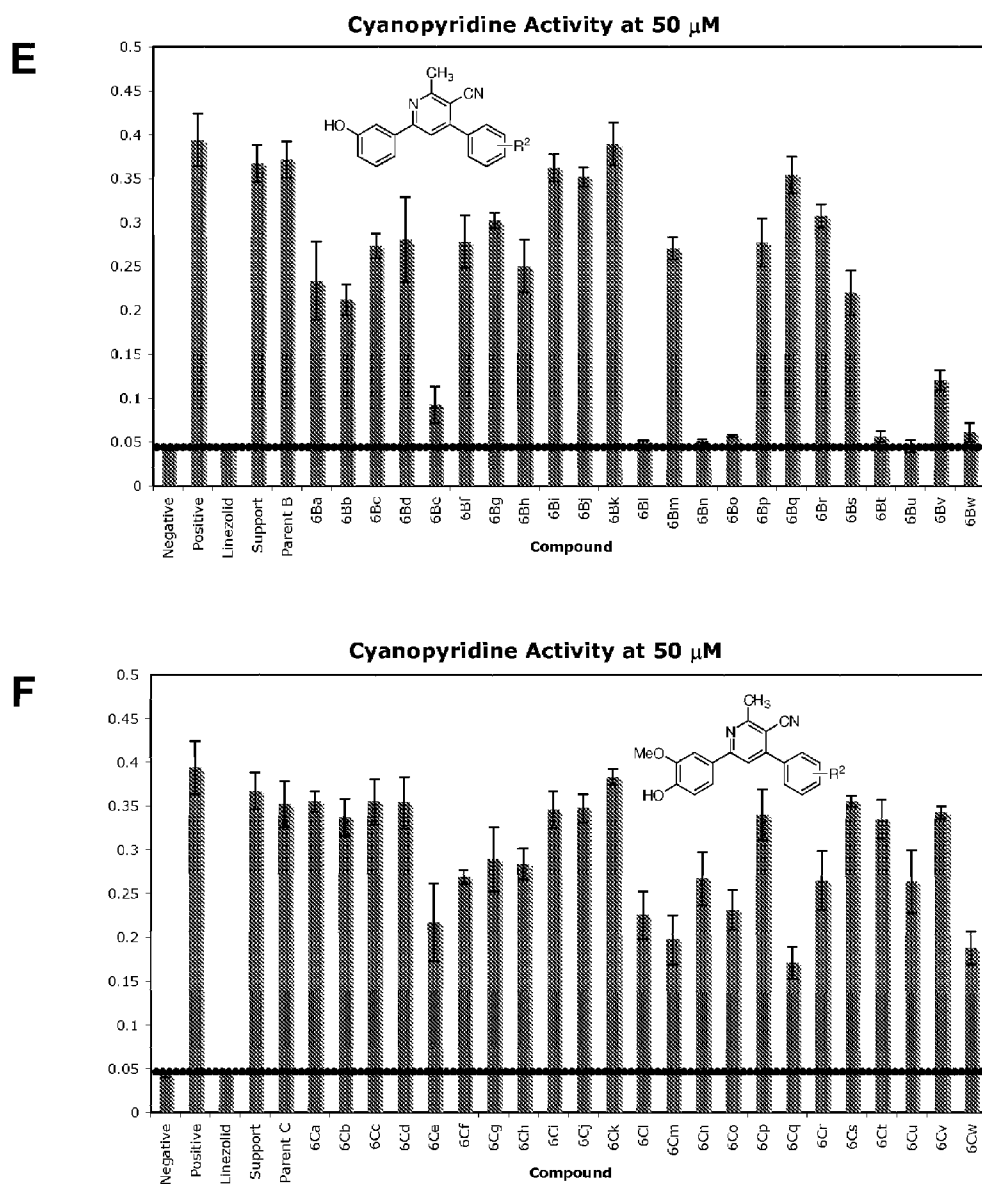 E
Cyanopyridine Activity at 50 μM
0.5
0.45
0.4
0.35
0.3
0.25
0.2
0.15
0.1
0.05
0
CH3
N
CN
HO
R2
Negative
Positive
Linezolid
Support
Parent B
6Ba
6Bb
6Bc
6Bd
6Be
6Bf
6Bg
6Bh
6Bi
6Bj
6Bk
6Bl
6Bm
6Bn
6Bo
6Bp
6Bq
6Br
6Bs
6Bt
6Bu
6Bv
6Bw
Compound
F
Cyanopyridine Activity at 50 μM
0.5
0.45
0.4
0.35
0.3
0.25
0.2
0.15
0.1
0.05
0
CH3
N
CN
MeO
HO
R2
Negative
Positive
Linezolid
Support
Parent C
6Ca
6Cb
6Cc
6Cd
6Ce
6Cf
6Cg
6Ch
6Ci
6Cj
6Ck
6Cl
6Cm
6Cn
6Co
6Cp
6Cq
6Cr
6Cs
6Ct
6Cu
6Cv
6Cw
Compound